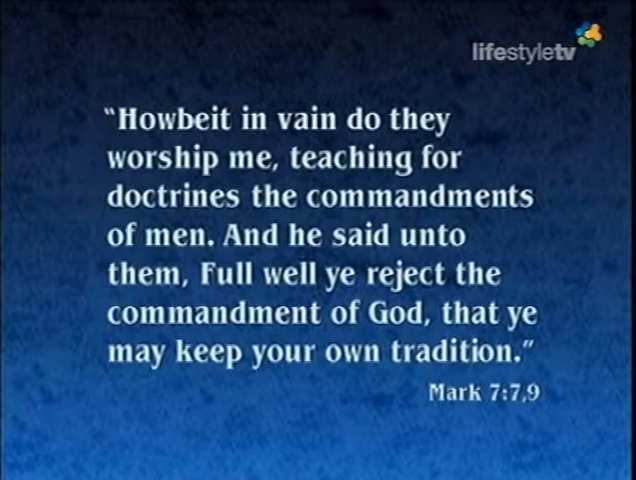 lifestyletv
“Howbeit in vain do they
worship me, teaching for
doctrines the commandments
of men. And he said unto
them, Full well ye reject the
commandment of God, that ye
may keep your own tradition.”
Mark 7:7,9